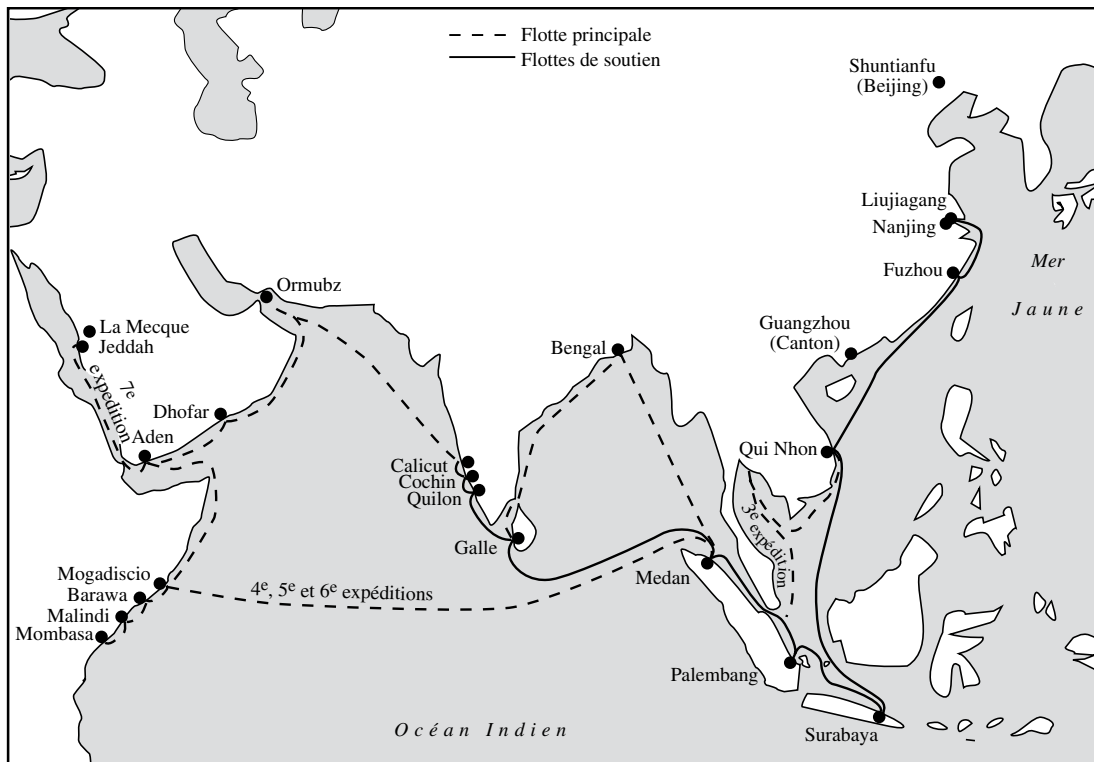 Flotte principale
Flottes de soutien
Shuntianfu
(Beijing)
Liujiagang
Nanjing
Mer
Jaune
Fuzhou
Ormubz
La Mecque
Jeddah
Guangzhou
(Canton)
Bengal
7e
expédition
Dhofar
Aden
Calicut
Cochin
Quilon
Qui Nhon
3e expédition
Galle
Medan
Mogadiscio
Barawa
Malindi
Mombasa
4e, 5e et 6e expéditions
Palembang
Surabaya
Océan Indien